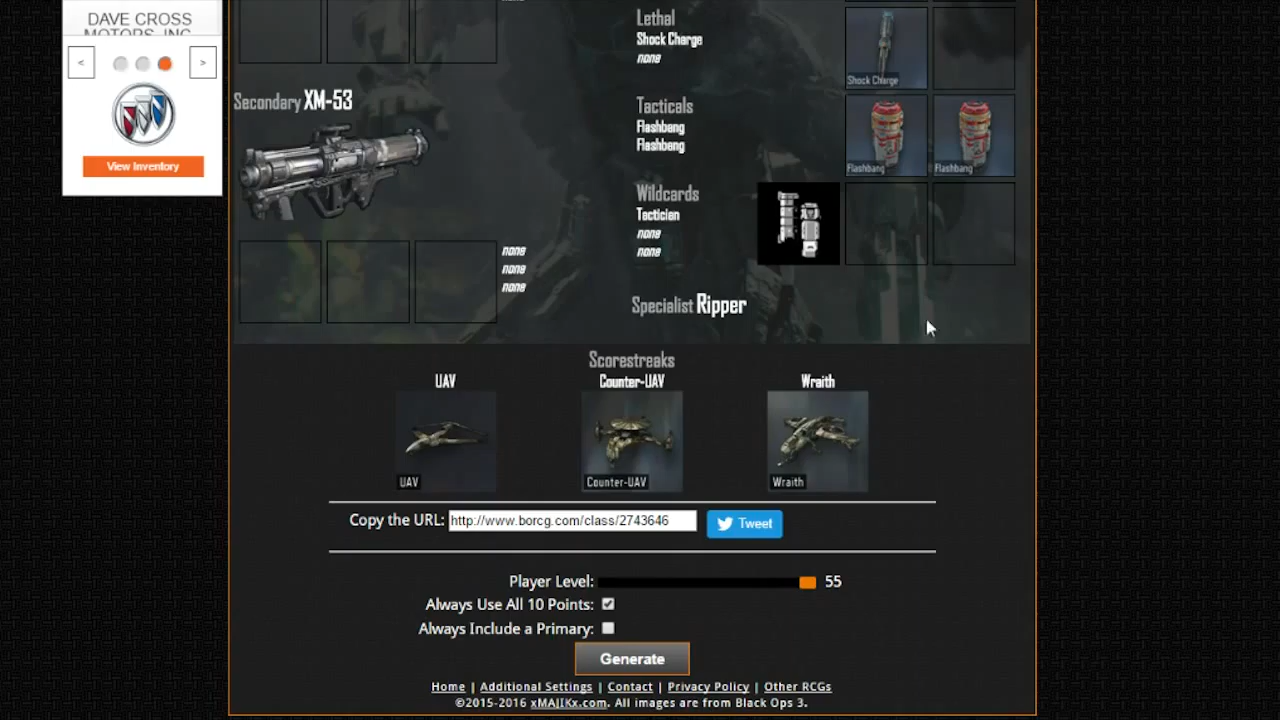 DAVE CROSS
MOTORS, INC.
< >
View Inventory
Secondary XM-53
none
none
none
Lethal
Shock Charge
none
Shock Charge
Tacticals
Flashbang
Flashbang
Flashbang Flashbang
Wildcards
Tactician
none
none
Specialist Ripper
Scorestreaks
UAV Counter-UAV Wraith
UAV Counter-UAV Wraith
Copy the URL: http://www.borcg.com/class/2743646 Tweet
Player Level: 55
Always Use All 10 Points:
Always Include a Primary:
Generate
Home | Additional Settings | Contact | Privacy Policy | Other RCGs
©2015-2016 xMAJIKx.com. All images are from Black Ops 3.